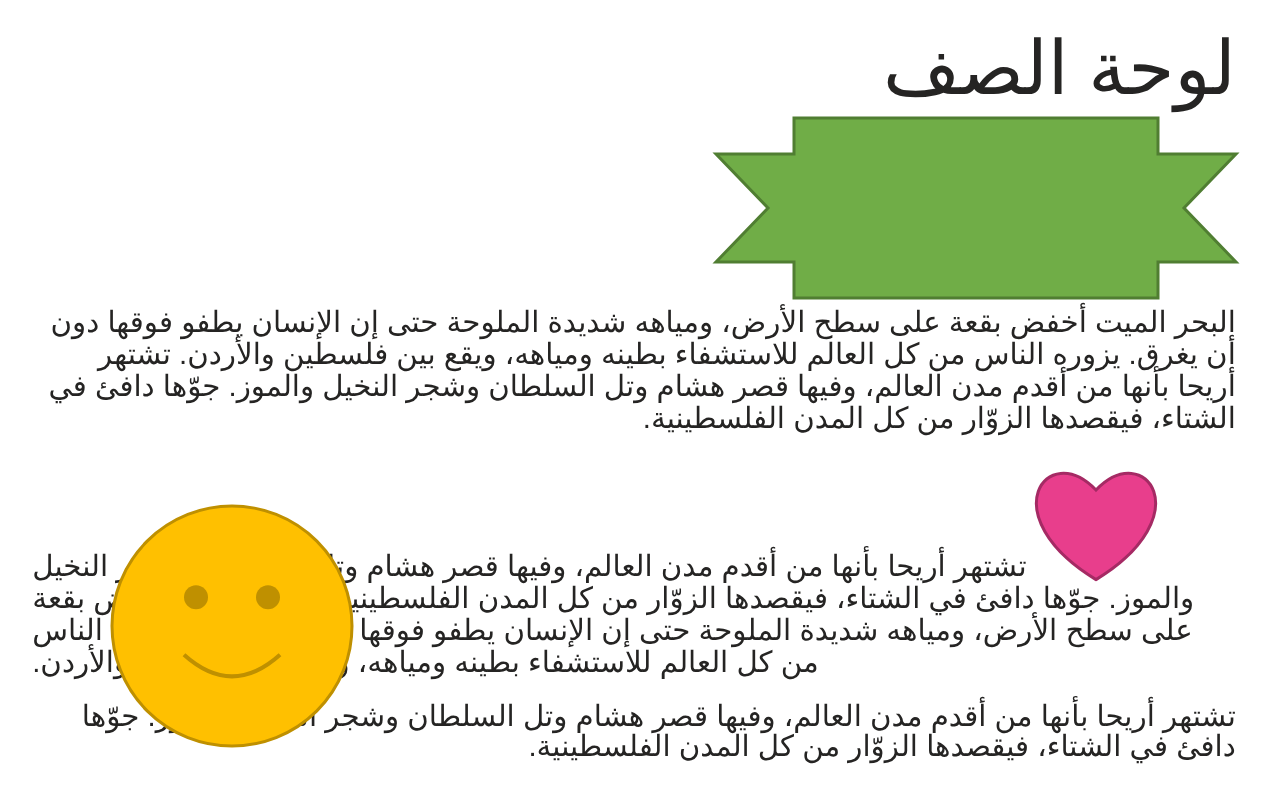 لوحة الصف
البحر الميت أخفض بقعة على سطح الأرض، ومياهه شديدة الملوحة حتى إن الإنسان يطفو فوقها دون
أن يغرق. يزوره الناس من كل العالم للاستشفاء بطينه ومياهه، ويقع بين فلسطين والأردن. تشتهر
أريحا بأنها من أقدم مدن العالم، وفيها قصر هشام وتل السلطان وشجر النخيل والموز. جوّها دافئ في
الشتاء، فيقصدها الزوّار من كل المدن الفلسطينية.
تشتهر أريحا بأنها من أقدم مدن العالم، وفيها قصر هشام النخيل
والموز. جوّها دافئ في الشتاء، فيقصدها الزوّار من كل المدن بقعة
على سطح الأرض، ومياهه شديدة الملوحة حتى إن الإنسان يطفو فوقها الناس
من كل العالم للاستشفاء بطينه ومياهه، والأردن.
تشتهر أريحا بأنها من أقدم مدن العالم، وفيها قصر هشام وتل السلطان وشجر جوّها
دافئ في الشتاء، فيقصدها الزوّار من كل المدن الفلسطينية.